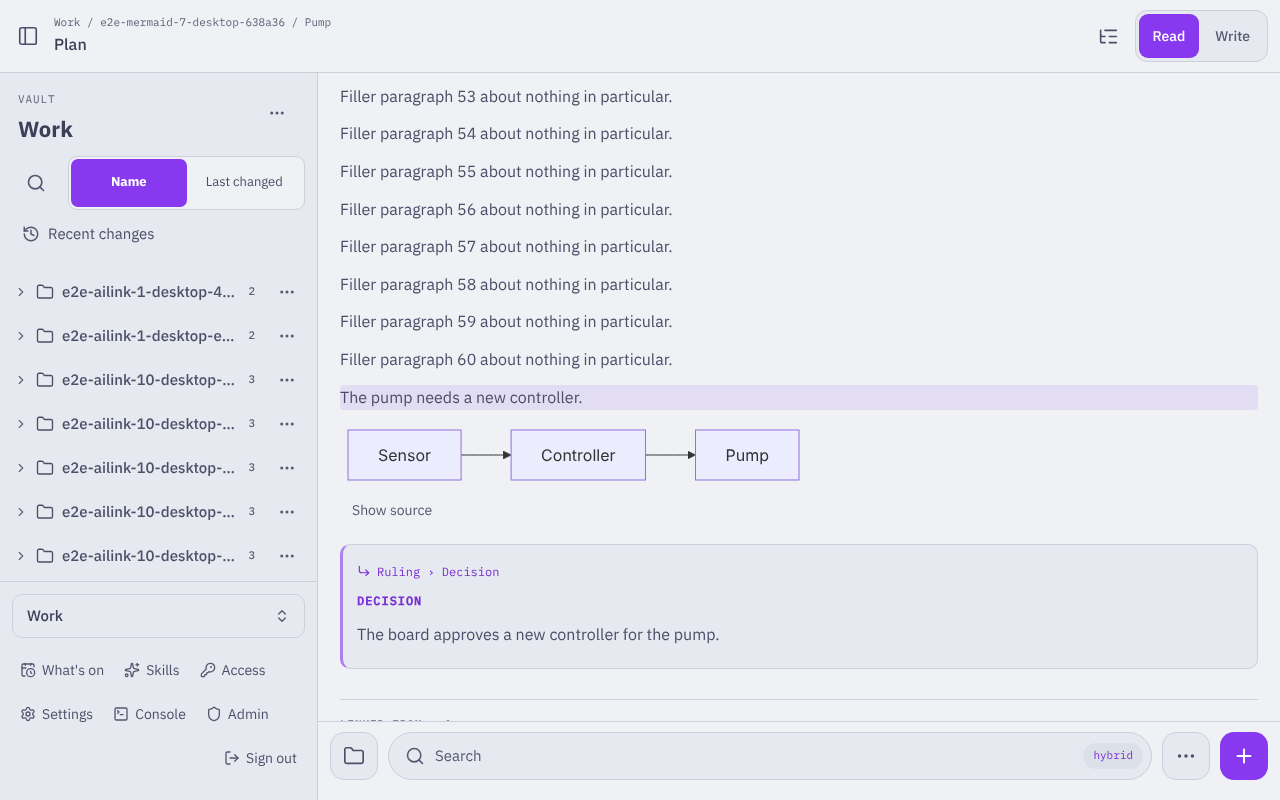 Work / e2e-mermaid-7-desktop-638a36 / Pump
Plan
Read
Write
VAULT
Work
Name
Last changed
Recent changes
e2e-ailink-1-desktop-4... 2
e2e-ailink-1-desktop-e... 2
e2e-ailink-10-desktop-... 3
e2e-ailink-10-desktop-... 3
e2e-ailink-10-desktop-... 3
e2e-ailink-10-desktop-... 3
e2e-ailink-10-desktop-... 3
Work
What's on
Skills
Access
Settings
Console
Admin
Sign out
Filler paragraph 53 about nothing in particular.
Filler paragraph 54 about nothing in particular.
Filler paragraph 55 about nothing in particular.
Filler paragraph 56 about nothing in particular.
Filler paragraph 57 about nothing in particular.
Filler paragraph 58 about nothing in particular.
Filler paragraph 59 about nothing in particular.
Filler paragraph 60 about nothing in particular.
The pump needs a new controller.
Sensor
Controller
Pump
Show source
Ruling › Decision
DECISION
The board approves a new controller for the pump.
Search
hybrid